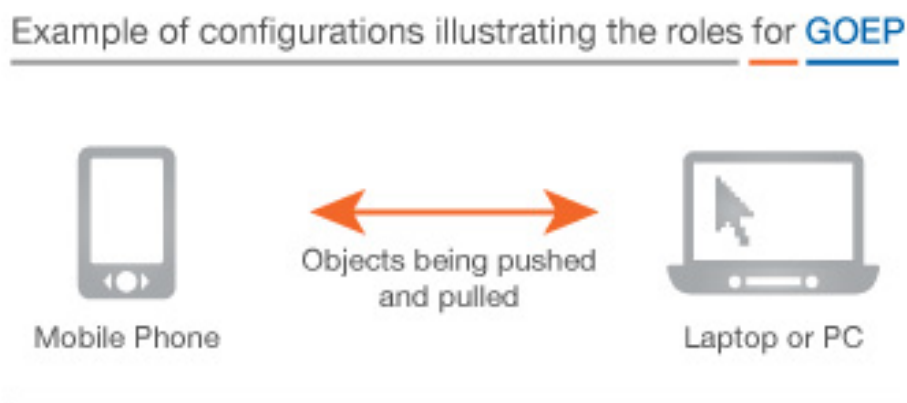 Example of configurations illustrating the roles for GOEP
Objects being pushed
and pulled
Mobile Phone
Laptop or PC